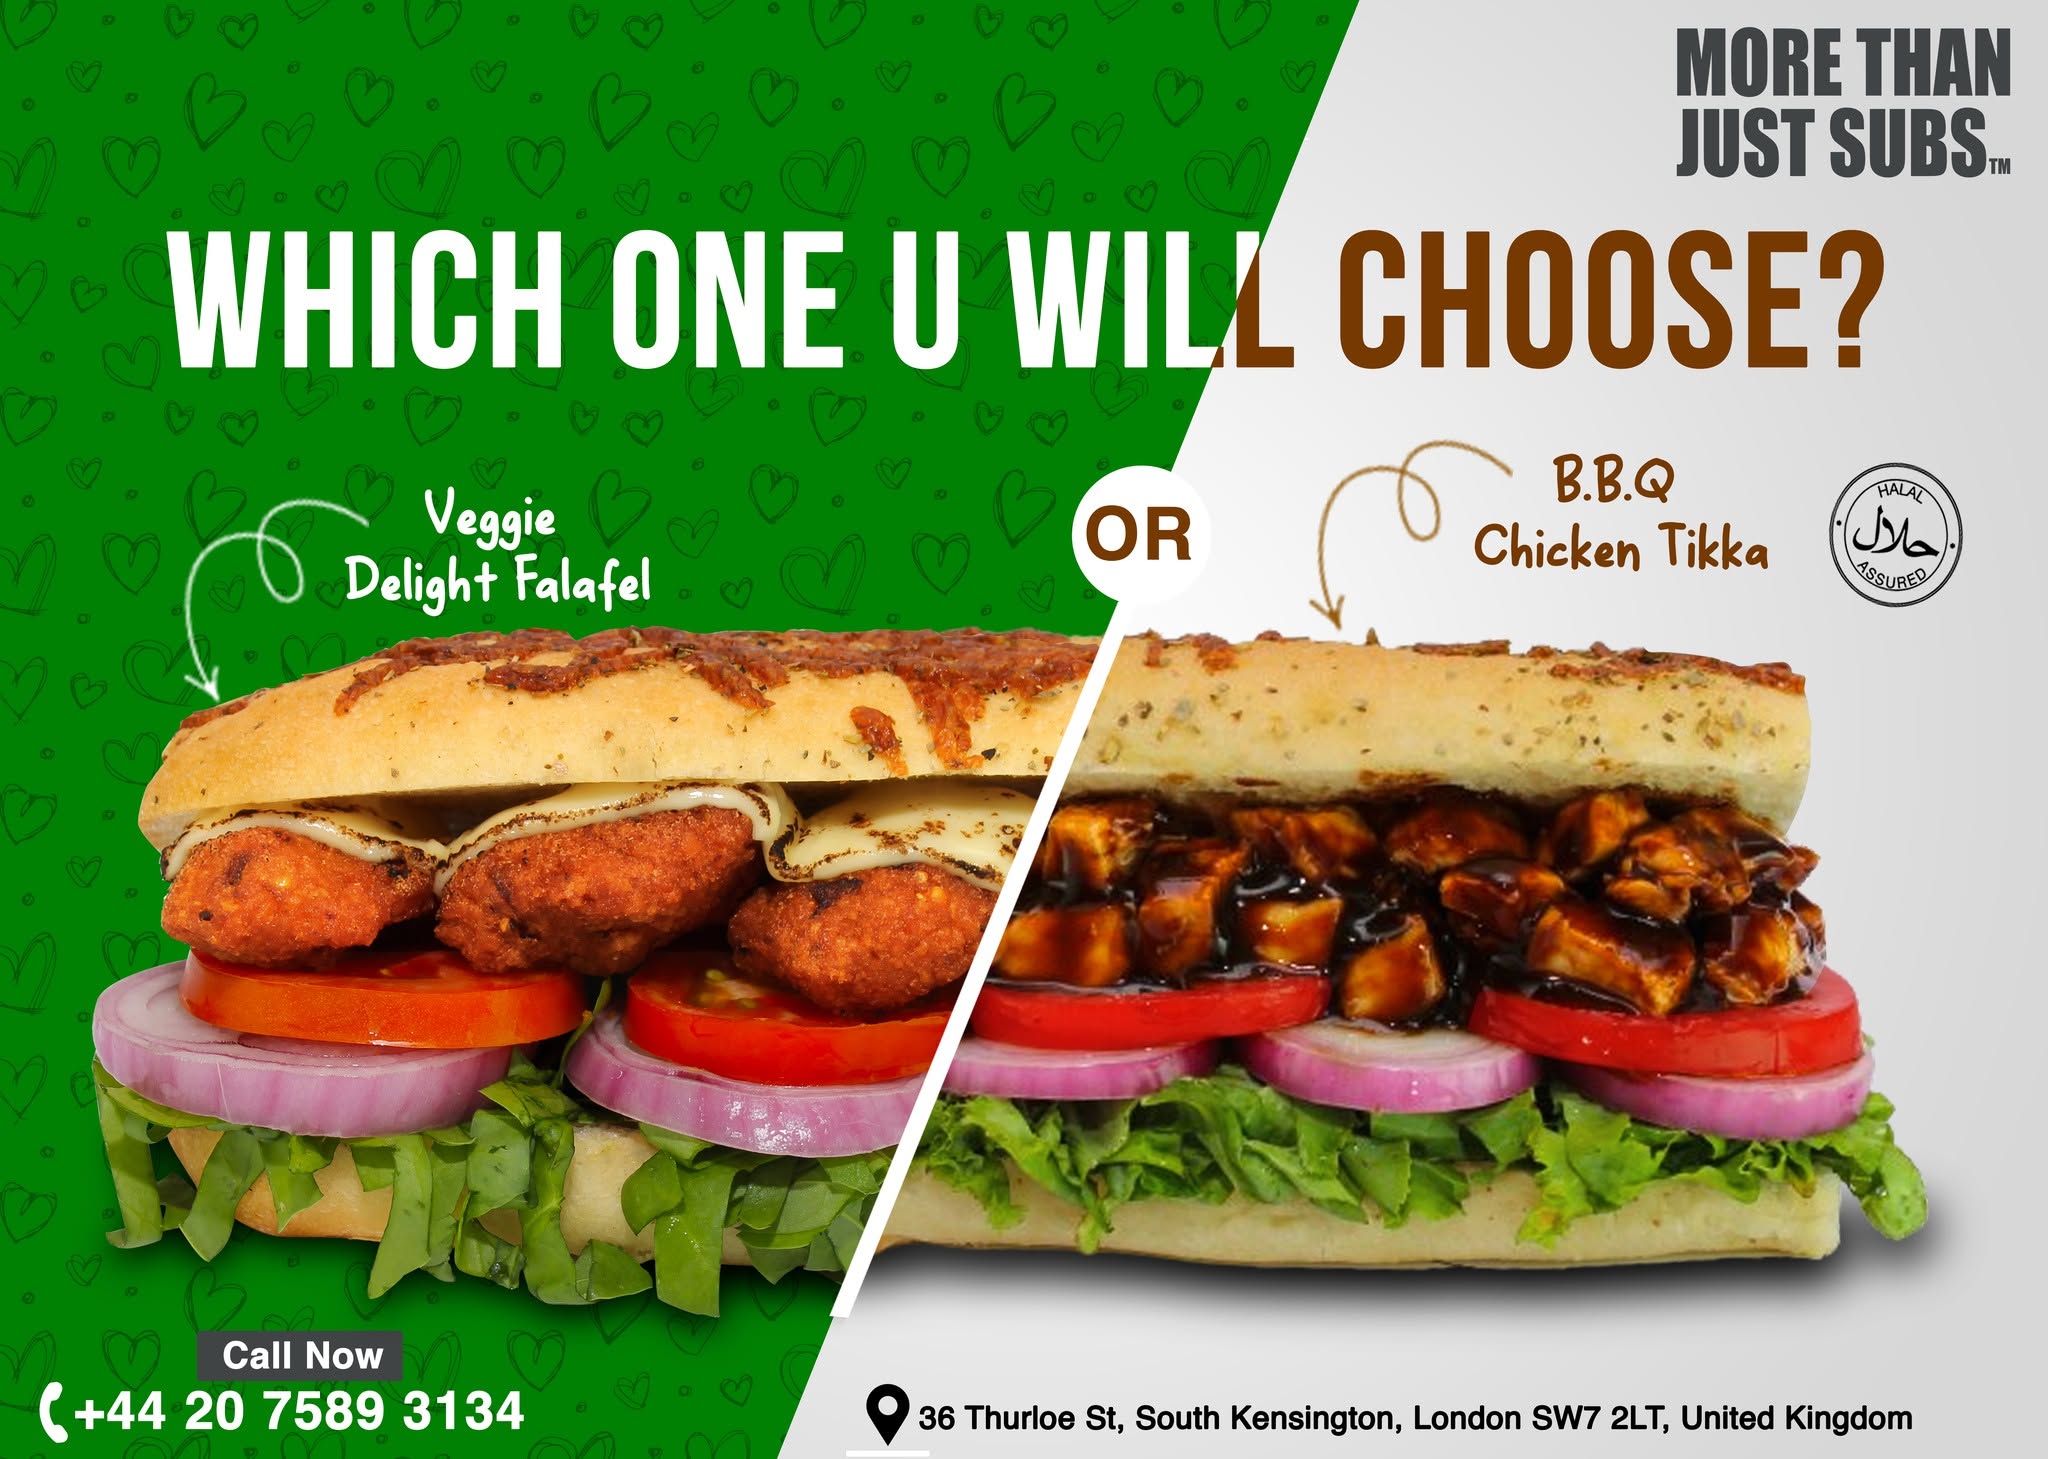 MORE THAN
JUST SUBS™
WHICH ONE U WILL CHOOSE?
Veggie
Delight Falafel
OR
B.B.Q
Chicken Tikka
HALAL
حلال
ASSURED
Call Now
+44 20 7589 3134
36 Thurloe St, South Kensington, London SW7 2LT, United Kingdom